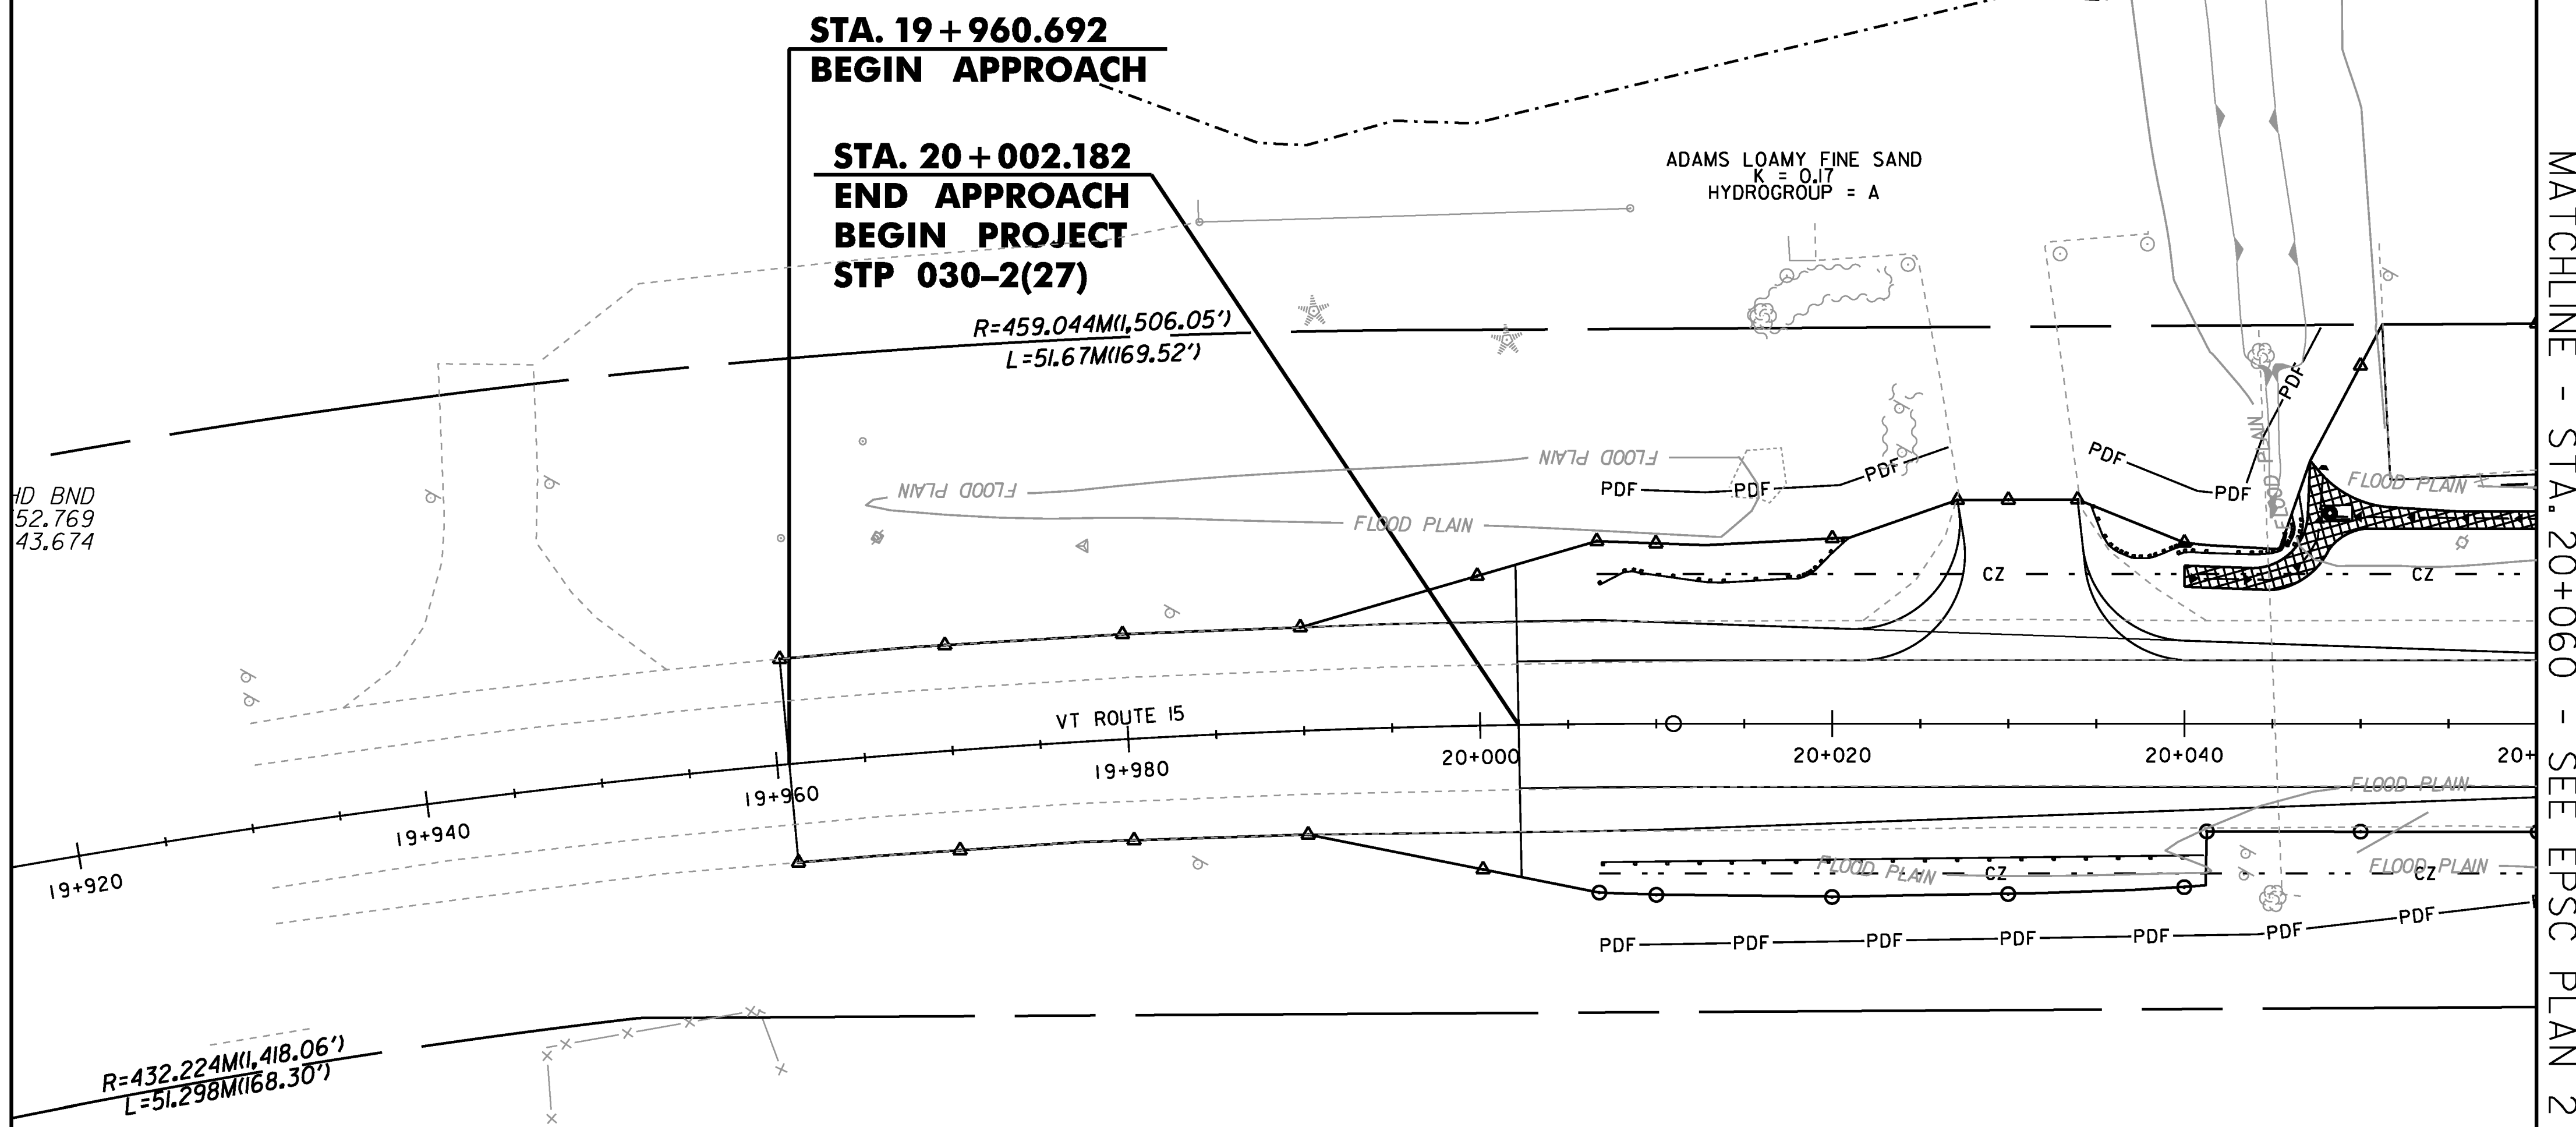 STA. 19+960.692
BEGIN APPROACH
STA. 20+002.182
END APPROACH
BEGIN PROJECT
STP 030-2(27)
ADAMS LOAMY FINE SAND
K = 0.17
HYDROGROUP = A
R=459.044M(1,506.05')
L=51.67M(169.52')
HD BND
52.769
43.674
FLOOD PLAIN
FLOOD PLAIN
FLOOD PLAIN
PDF
PDF
PDF
PDF
PDF
PDF
FLOOD PLAIN
FLOOD PLAIN
FLOOD PLAIN
CZ
CZ
VT ROUTE 15
19+920
19+940
19+960
19+980
20+000
20+020
20+040
20+
FLOOD PLAIN
FLOOD PLAIN
CZ
FLOOD PLAIN
CZ
PDF
PDF
PDF
PDF
PDF
PDF
PDF
R=432.224M(1,418.06')
L=51.298M(168.30')
MATCHLINE - STA. 20+060 - SEE EPSC PLAN 2